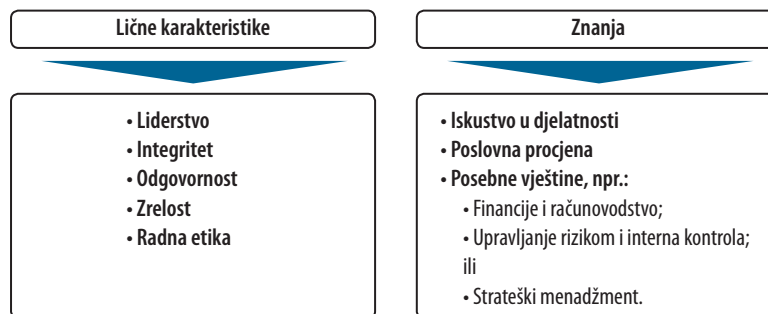 Lične karakteristike
• Liderstvo
• Integritet
• Odgovornost
• Zrelost
• Radna etika
Znanja
• Iskustvo u djelatnosti
• Poslovna procjena
• Posebne vještine, npr.:
• Financije i računovodstvo;
• Upravljanje rizikom i interna kontrola;
ili
• Strateški menadžment.